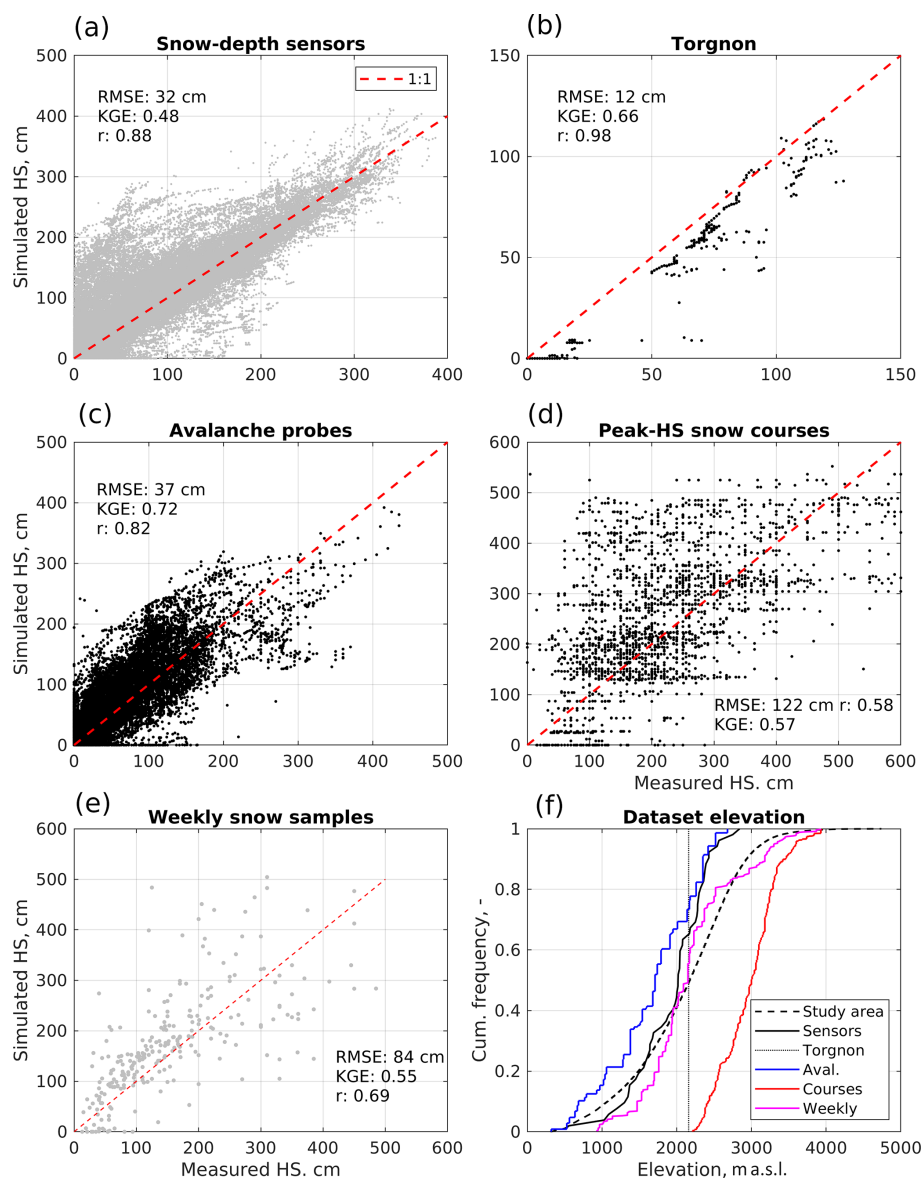 (a)
Snow-depth sensors
500
400
300
200
100
0
Simulated HS, cm
RMSE: 32 cm
KGE: 0.48
r: 0.88
1:1
0 100 200 300 400
(b)
Torgnon
150
100
50
0
RMSE: 12 cm
KGE: 0.66
r: 0.98
0 50 100 150
(c)
Avalanche probes
500
400
300
200
100
0
Simulated HS, cm
RMSE: 37 cm
KGE: 0.72
r: 0.82
0 100 200 300 400 500
(d)
Peak-HS snow courses
600
500
400
300
200
100
0
RMSE: 122 cm r: 0.58
KGE: 0.57
0 100 200 300 400 500 600
Measured HS. cm
(e)
Weekly snow samples
600
500
400
300
200
100
0
Simulated HS, cm
RMSE: 84 cm
KGE: 0.55
r: 0.69
0 100 200 300 400 500 600
Measured HS. cm
(f)
Dataset elevation
1
0.8
0.6
0.4
0.2
0
Cum. frequency, -
Study area
Sensors
Torgnon
Aval.
Courses
Weekly
0 1000 2000 3000 4000 5000
Elevation, m a.s.l.